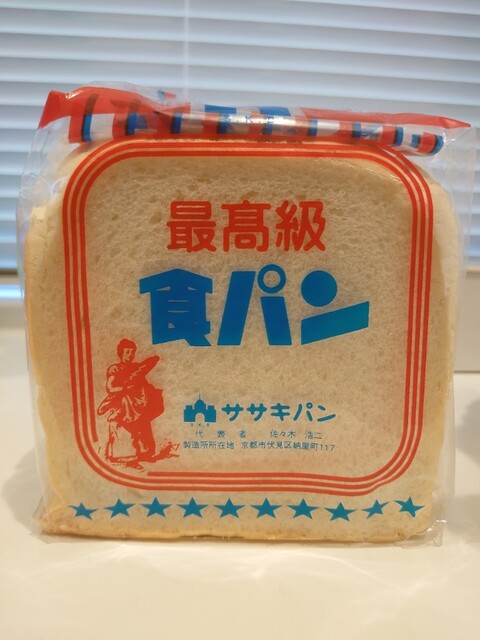 最高級
食パン
ササキパン
代表者 佐々木 浩二
製造所所在地 京都市伏見区納屋町117